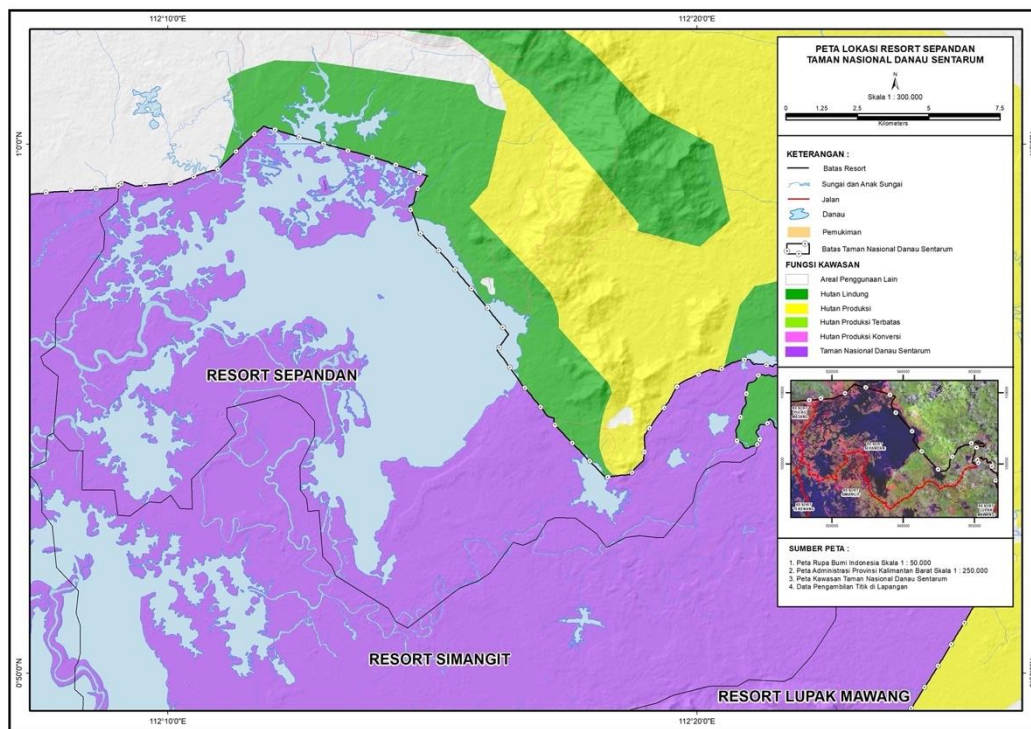 112°10'0"E
112°20'0"E
PETA LOKASI RESORT SEPANDAN
TAMAN NASIONAL DANAU SENTARUM
N
Skala 1 : 300.000
0 1,25 2,5 5 7,5
Kilometers
1°0'0"N
KETERANGAN :
Batas Resort
Sungai dan Anak Sungai
Jalan
Danau
Pemukiman
Batas Taman Nasional Danau Sentarum
FUNGSI KAWASAN
Areal Penggunaan Lain
Hutan Lindung
Hutan Produksi
Hutan Produksi Terbatas
Hutan Produksi Konversi
Taman Nasional Danau Sentarum
RESORT SEPANDAN
SUMBER PETA :
1. Peta Rupa Bumi Indonesia Skala 1 : 50.000
2. Peta Administrasi Provinsi Kalimantan Barat Skala 1 : 250.000
3. Peta Kawasan Taman Nasional Danau Sentarum
4. Data Pengambilan Titik di Lapangan
RESORT SIMANGIT
0°50'0"N
RESORT LUPAK MAWANG
112°10'0"E
112°20'0"E